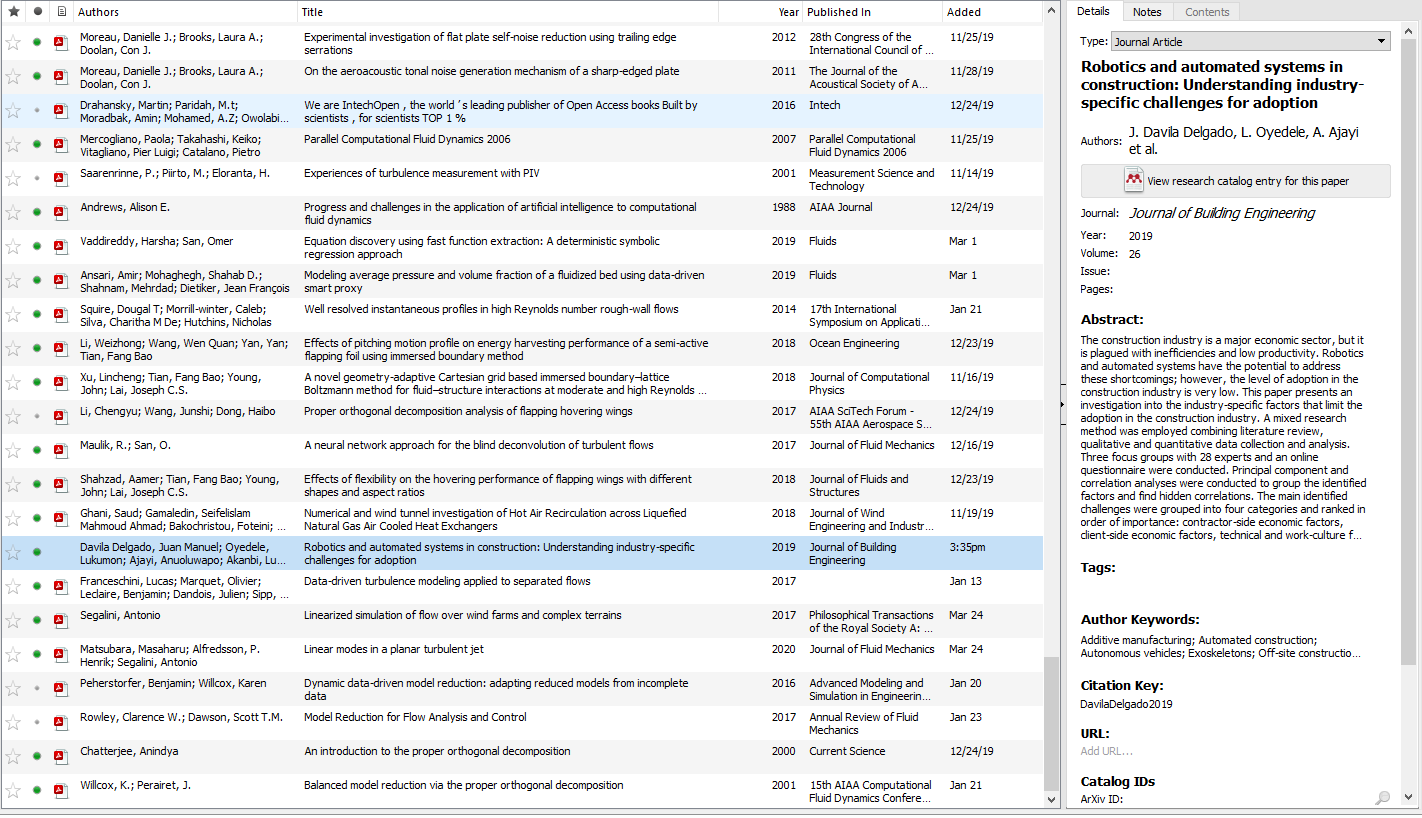 Authors Title Year Published In Added
Moreau, Danielle J.; Brooks, Laura A.; Experimental investigation of flat plate self-noise reduction using trailing edge 2012 28th Congress of the 11/25/19
Doolan, Con J. serrations International Council of ...
Moreau, Danielle J.; Brooks, Laura A.; On the aeroacoustic tonal noise generation mechanism of a sharp-edged plate 2011 The Journal of the 11/28/19
Doolan, Con J. Acoustical Society of A...
Drahansky, Martin; Paridah, M.t; We are IntechOpen , the world ’s leading publisher of Open Access books Built by 2016 Intech 12/24/19
Moradbak, Amin; Mohamed, A.Z; Owolabi... scientists , for scientists TOP 1 %
Mercogliano, Paola; Takahashi, Keiko; Parallel Computational Fluid Dynamics 2006 2007 Parallel Computational 11/25/19
Vitagliano, Pier Luigi; Catalano, Pietro Fluid Dynamics 2006
Saarenrinne, P.; Piirto, M.; Eloranta, H. Experiences of turbulence measurement with PIV 2001 Measurement Science and 11/14/19
Technology
Andrews, Alison E. Progress and challenges in the application of artificial intelligence to computational 1988 AIAA Journal 12/24/19
fluid dynamics
Vaddireddy, Harsha; San, Omer Equation discovery using fast function extraction: A deterministic symbolic 2019 Fluids Mar 1
regression approach
Ansari, Amir; Mohaghegh, Shahab D.; Modeling average pressure and volume fraction of a fluidized bed using data-driven 2019 Fluids Mar 1
Shahnam, Mehrdad; Dietiker, Jean François smart proxy
Squire, Dougal T; Morrill-winter, Caleb; Well resolved instantaneous profiles in high Reynolds number rough-wall flows 2014 17th International Jan 21
Silva, Charitha M De; Hutchins, Nicholas Symposium on Applicati...
Li, Weizhong; Wang, Wen Quan; Yan, Yan; Effects of pitching motion profile on energy harvesting performance of a semi-active 2018 Ocean Engineering 12/23/19
Tian, Fang Bao flapping foil using immersed boundary method
Xu, Lincheng; Tian, Fang Bao; Young, A novel geometry-adaptive Cartesian grid based immersed boundary–lattice 2018 Journal of Computational 11/16/19
John; Lai, Joseph C.S. Boltzmann method for fluid–structure interactions at moderate and high Reynolds ... Physics
Li, Chengyu; Wang, Junshi; Dong, Haibo Proper orthogonal decomposition analysis of flapping hovering wings 2017 AIAA SciTech Forum - 12/24/19
55th AIAA Aerospace S...
Maulik, R.; San, O. A neural network approach for the blind deconvolution of turbulent flows 2017 Journal of Fluid Mechanics 12/16/19
Shahzad, Aamer; Tian, Fang Bao; Young, Effects of flexibility on the hovering performance of flapping wings with different 2018 Journal of Fluids and 12/23/19
John; Lai, Joseph C.S. shapes and aspect ratios Structures
Ghani, Saud; Gamaledin, Seifelislam Numerical and wind tunnel investigation of Hot Air Recirculation across Liquefied 2018 Journal of Wind 11/19/19
Mahmoud Ahmad; Bakochristou, Foteini; ... Natural Gas Air Cooled Heat Exchangers Engineering and Industr...
Davila Delgado, Juan Manuel; Oyedele, Robotics and automated systems in construction: Understanding industry-specific 2019 Journal of Building 3:35pm
Lukumon; Ajayi, Anuoluwapo; Akanbi, Lu... challenges for adoption Engineering
Franceschini, Lucas; Marquet, Olivier; Data-driven turbulence modeling applied to separated flows 2017 Jan 13
Leclaire, Benjamin; Dandois, Julien; Sipp, ...
Segalini, Antonio Linearized simulation of flow over wind farms and complex terrains 2017 Philosophical Transactions Mar 24
of the Royal Society A: ...
Matsubara, Masaharu; Alfredsson, P. Linear modes in a planar turbulent jet 2020 Journal of Fluid Mechanics Mar 24
Henrik; Segalini, Antonio
Peherstorfer, Benjamin; Willcox, Karen Dynamic data-driven model reduction: adapting reduced models from incomplete 2016 Advanced Modeling and Jan 20
data Simulation in Engineerin...
Rowley, Clarence W.; Dawson, Scott T.M. Model Reduction for Flow Analysis and Control 2017 Annual Review of Fluid Jan 23
Mechanics
Chatterjee, Anindya An introduction to the proper orthogonal decomposition 2000 Current Science 12/24/19
Willcox, K.; Perairet, J. Balanced model reduction via the proper orthogonal decomposition 2001 15th AIAA Computational Jan 21
Fluid Dynamics Confere...
Details Notes Contents
Type: Journal Article
Robotics and automated systems in
construction: Understanding industry-
specific challenges for adoption
Authors: J. Davila Delgado, L. Oyedele, A. Ajayi
et al.
View research catalog entry for this paper
Journal: Journal of Building Engineering
Year: 2019
Volume: 26
Issue:
Pages:
Abstract:
The construction industry is a major economic sector, but it
is plagued with inefficiencies and low productivity. Robotics
and automated systems have the potential to address
these shortcomings; however, the level of adoption in the
construction industry is very low. This paper presents an
investigation into the industry-specific factors that limit the
adoption in the construction industry. A mixed research
method was employed combining literature review,
qualitative and quantitative data collection and analysis.
Three focus groups with 28 experts and an online
questionnaire were conducted. Principal component and
correlation analyses were conducted to group the identified
factors and find hidden correlations. The main identified
challenges were grouped into four categories and ranked in
order of importance: contractor-side economic factors,
client-side economic factors, technical and work-culture f...
Tags:
Author Keywords:
Additive manufacturing; Automated construction;
Autonomous vehicles; Exoskeletons; Off-site constructio...
Citation Key:
DavilaDelgado2019
URL:
Add URL...
Catalog IDs
ArXiv ID: